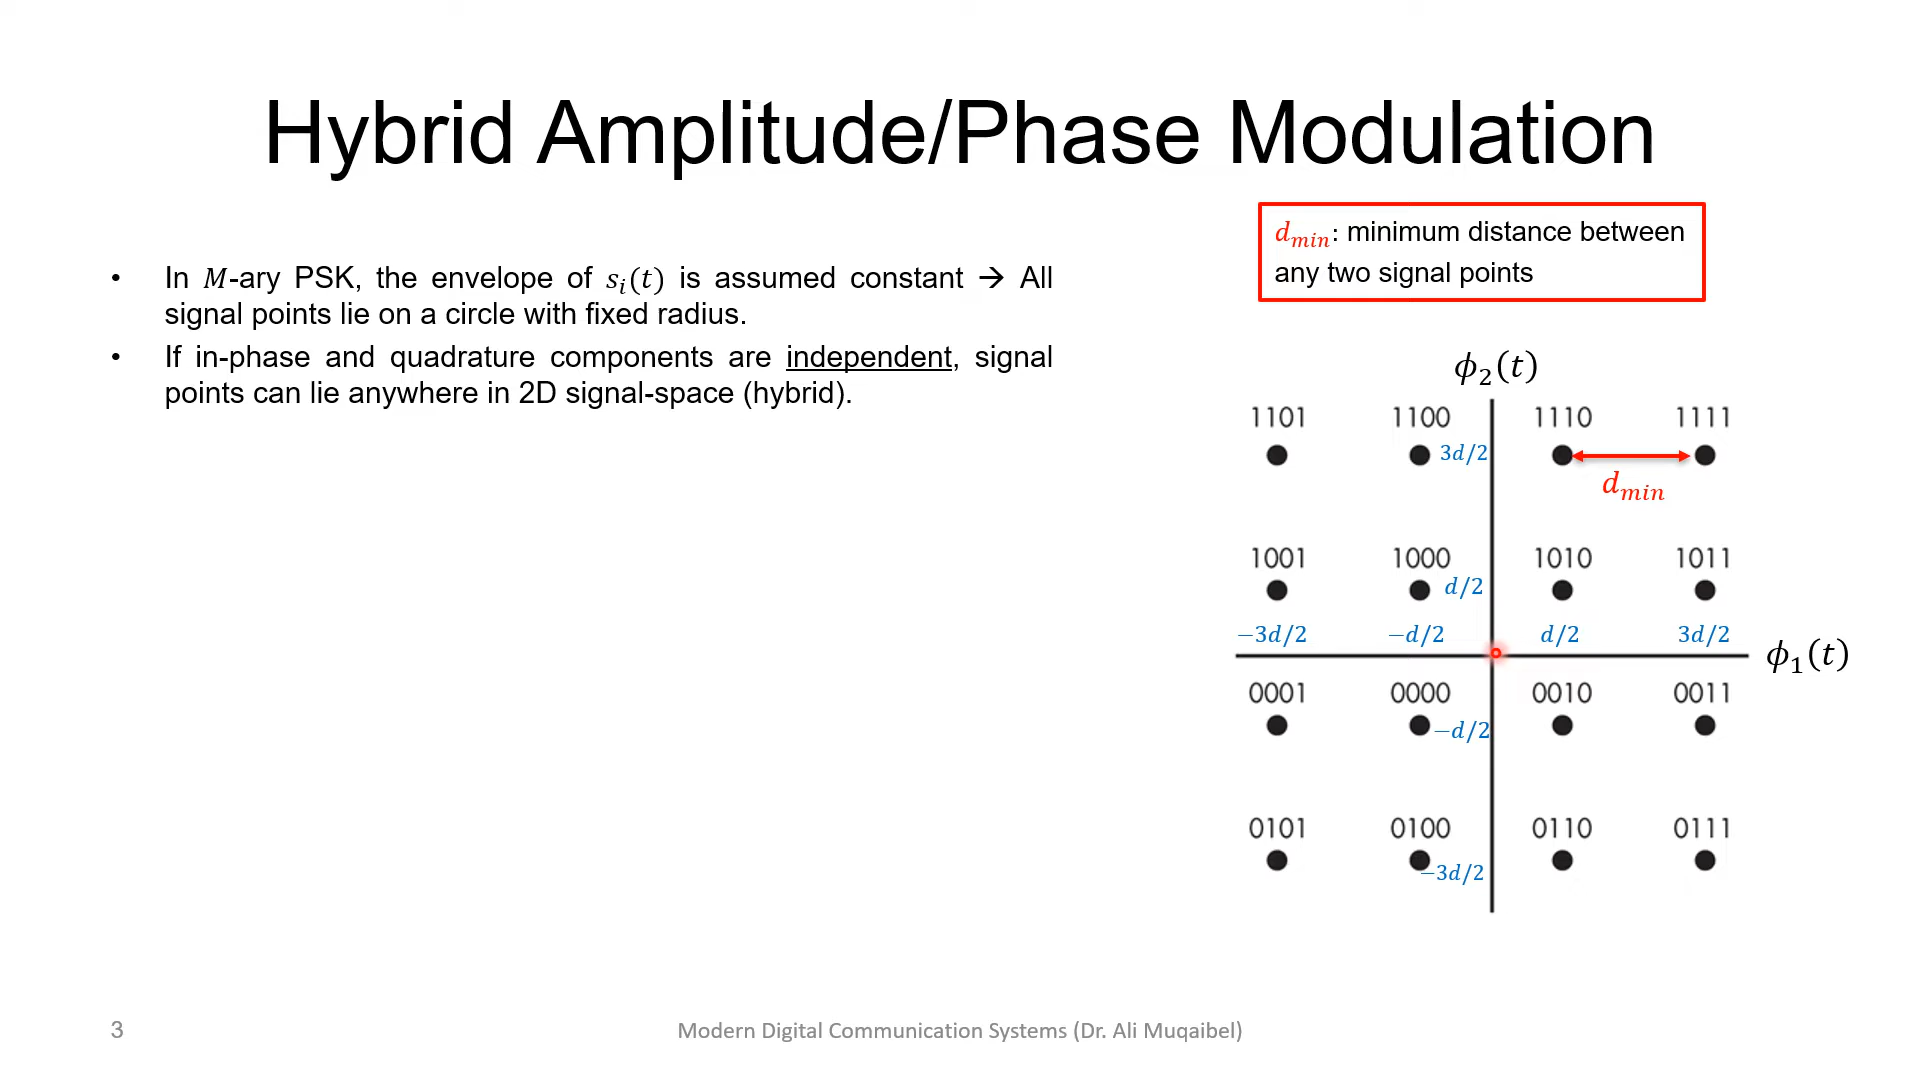 Hybrid Amplitude/Phase Modulation
• In M-ary PSK, the envelope of sᵢ(t) is assumed constant → All
signal points lie on a circle with fixed radius.
• If in-phase and quadrature components are independent, signal
points can lie anywhere in 2D signal-space (hybrid).
d_min: minimum distance between
any two signal points
ϕ₂(t)
1101 1100 1110 1111
3d/2
d_min
1001 1000 1010 1011
d/2
−3d/2 −d/2 d/2 3d/2
ϕ₁(t)
0001 0000 0010 0011
−d/2
0101 0100 0110 0111
−3d/2
3
Modern Digital Communication Systems (Dr. Ali Muqaibel)